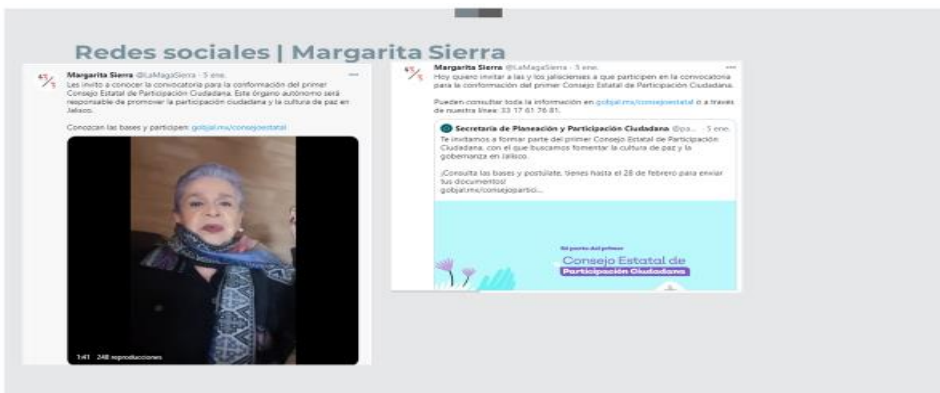 Redes sociales | Margarita Sierra
Margarita Sierra @LaMagaSierra · 5 ene.
Les invito a conocer la convocatoria para la conformación del primer
Consejo Estatal de Participación Ciudadana. Este órgano autónomo será
responsable de promover la participación ciudadana y la cultura de paz en
Jalisco.
Conozcan las bases y participen: gobjal.mx/consejoestatal
1:41 248 reproducciones
Margarita Sierra @LaMagaSierra · 5 ene.
Hoy quiero invitar a las y los jaliscienses a que participen en la convocatoria
para la conformación del primer Consejo Estatal de Participación Ciudadana.
Pueden consultar toda la información en gobjal.mx/consejoestatal o a través
de nuestra línea: 33 17 61 76 81.
Secretaría de Planeación y Participación Ciudadana @pa... · 5 ene.
Te invitamos a formar parte del primer Consejo Estatal de Participación
Ciudadana, con el que buscamos fomentar la cultura de paz y la
gobernanza en Jalisco.
¡Consulta las bases y postúlate, tienes hasta el 28 de febrero para enviar
tus documentos!
gobjal.mx/consejopartici...
Sé parte del primer
Consejo Estatal de
Participación Ciudadana